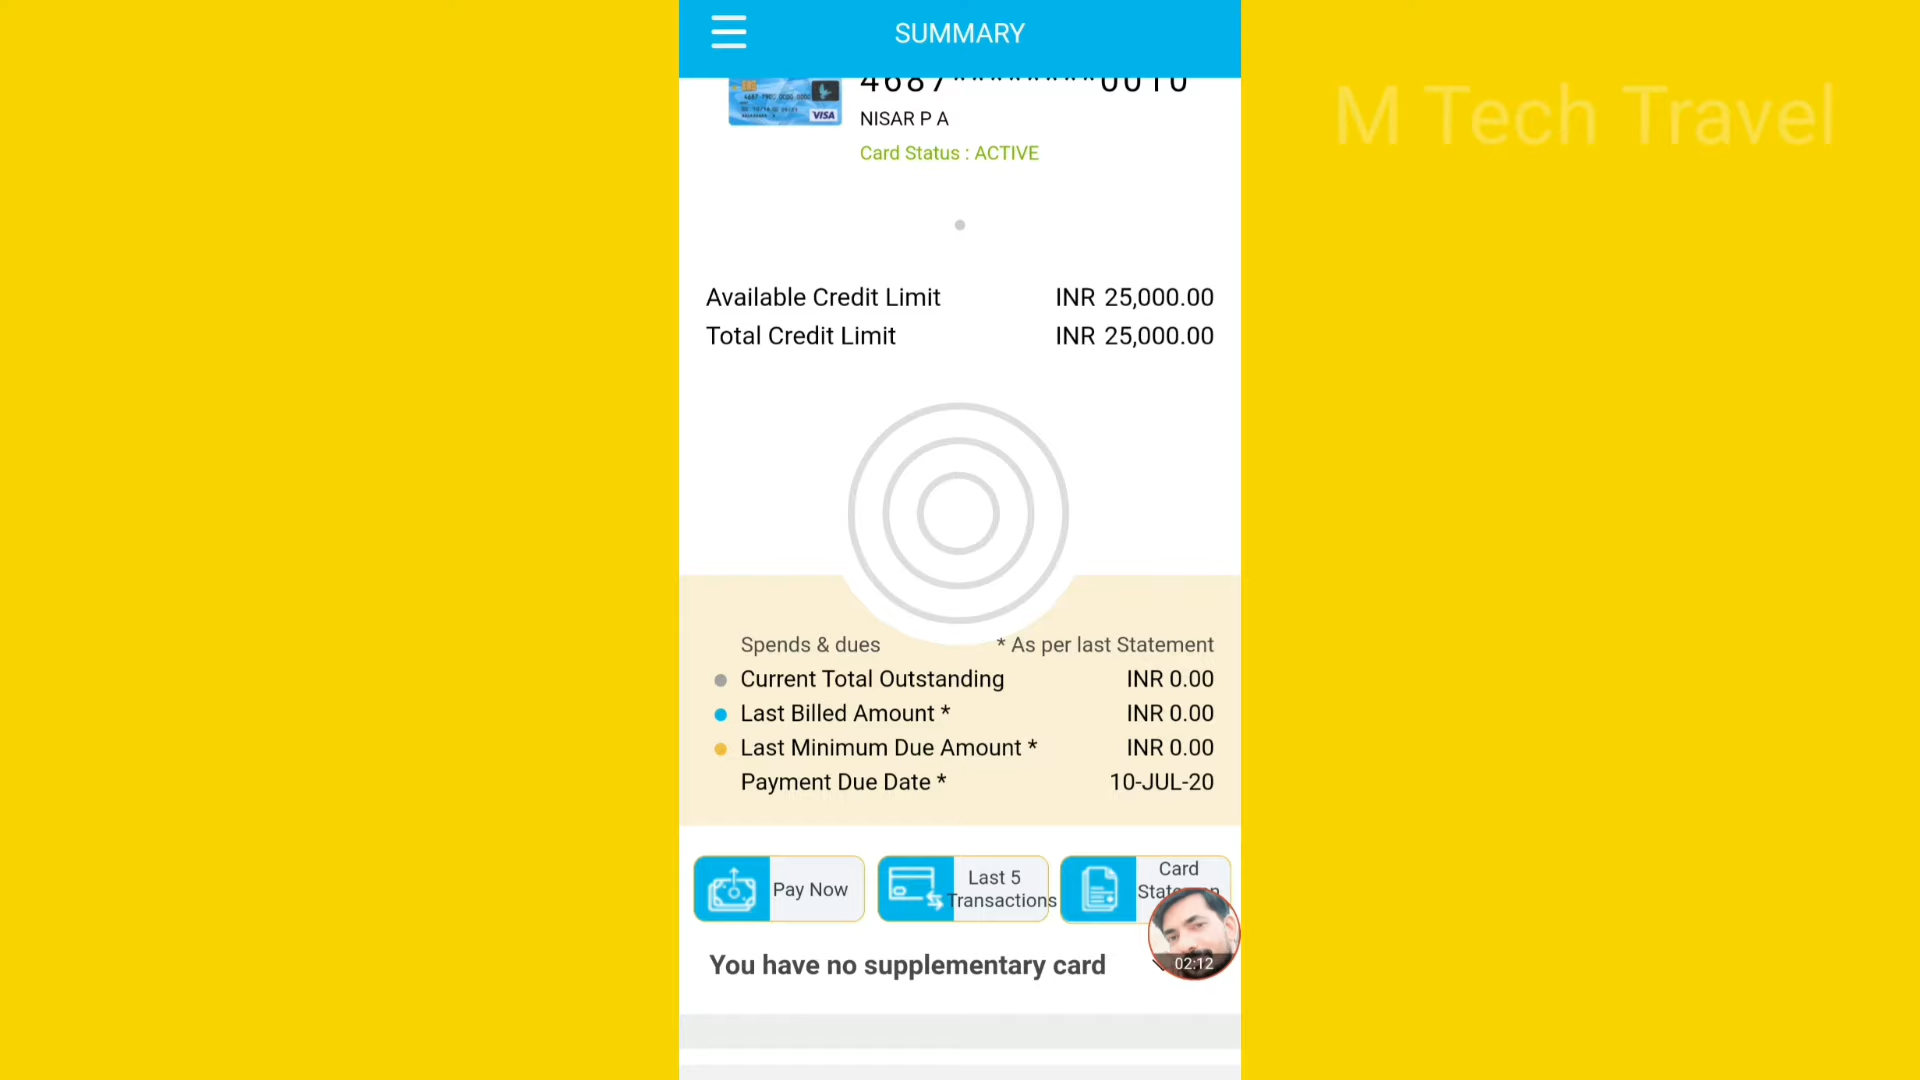 SUMMARY
M Tech Travel
4687********0010
VISA
NISAR P A
Card Status : ACTIVE
Available Credit Limit INR 25,000.00
Total Credit Limit INR 25,000.00
Spends & dues * As per last Statement
Current Total Outstanding INR 0.00
Last Billed Amount * INR 0.00
Last Minimum Due Amount * INR 0.00
Payment Due Date * 10-JUL-20
Pay Now
Last 5
Transactions
Card
You have no supplementary card
02:12